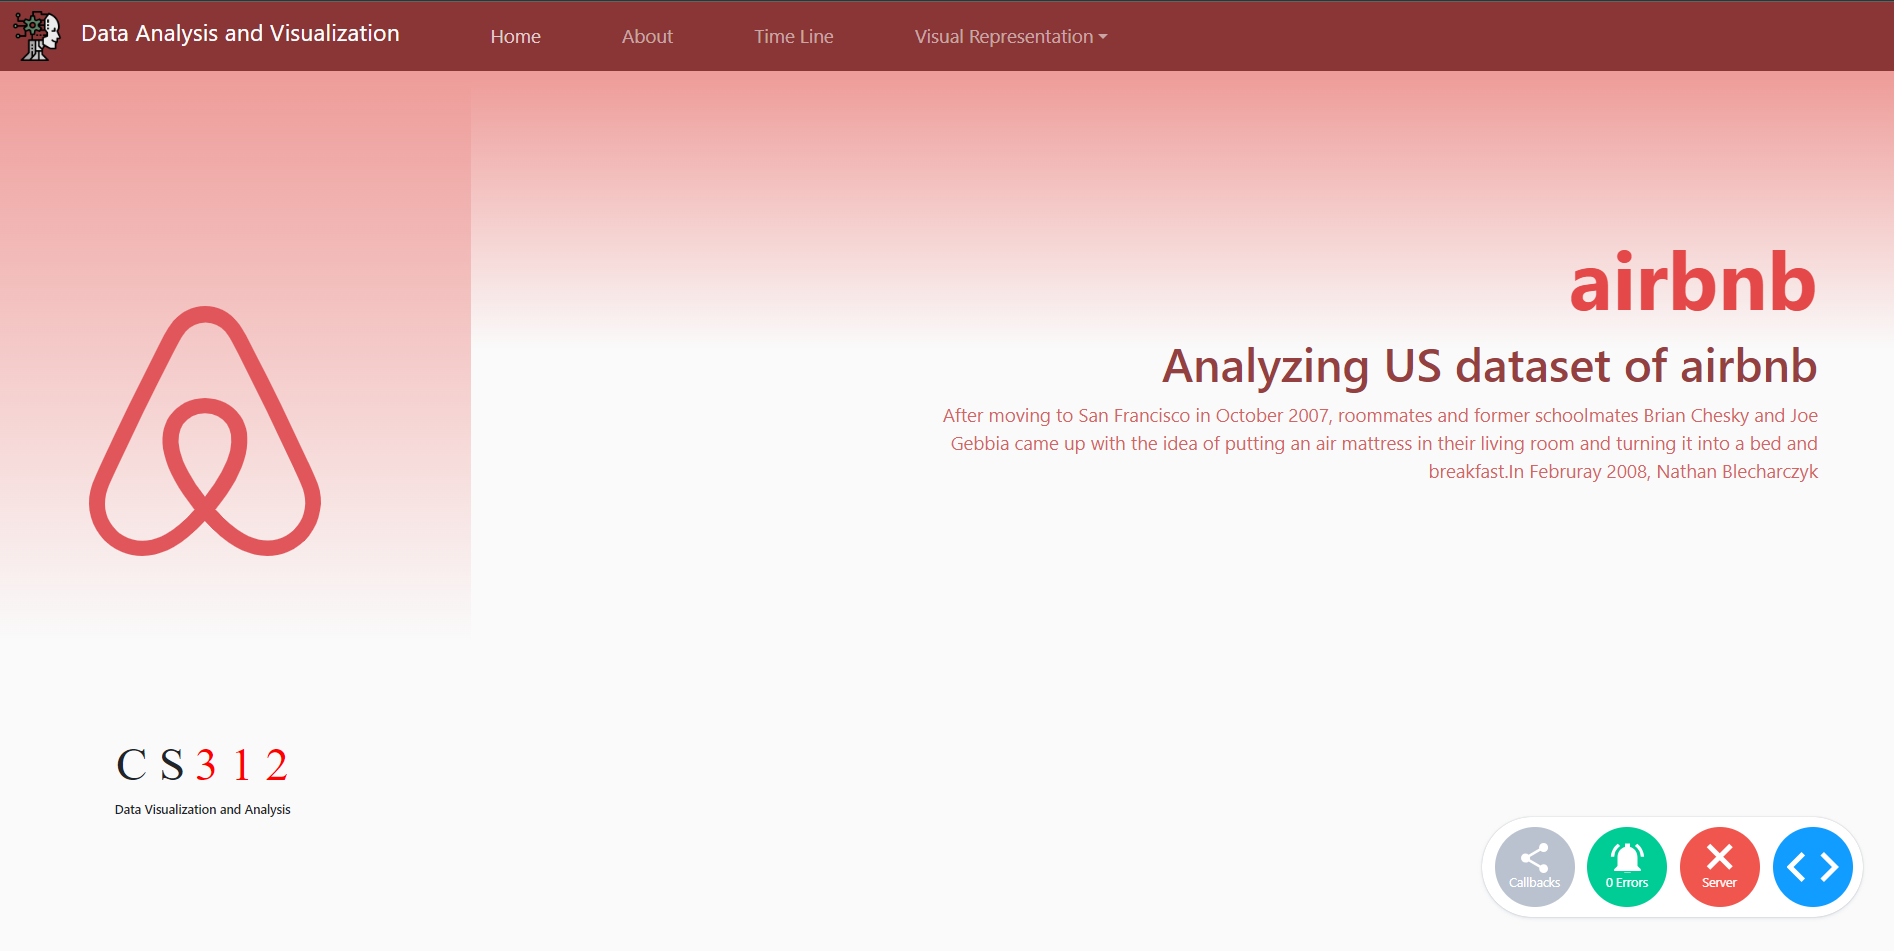 Data Analysis and Visualization
Home
About
Time Line
Visual Representation
airbnb
Analyzing US dataset of airbnb
After moving to San Francisco in October 2007, roommates and former schoolmates Brian Chesky and Joe
Gebbia came up with the idea of putting an air mattress in their living room and turning it into a bed and
breakfast.In Februray 2008, Nathan Blecharczyk
C S 3 1 2
Data Visualization and Analysis
Callbacks
0 Errors
Server